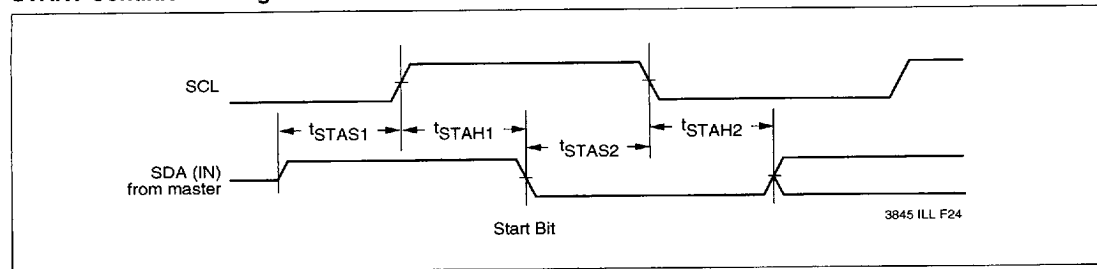 SCL
tSTAS1
tSTAH1
tSTAS2
tSTAH2
SDA (IN)
from master
Start Bit
3845 ILL F24